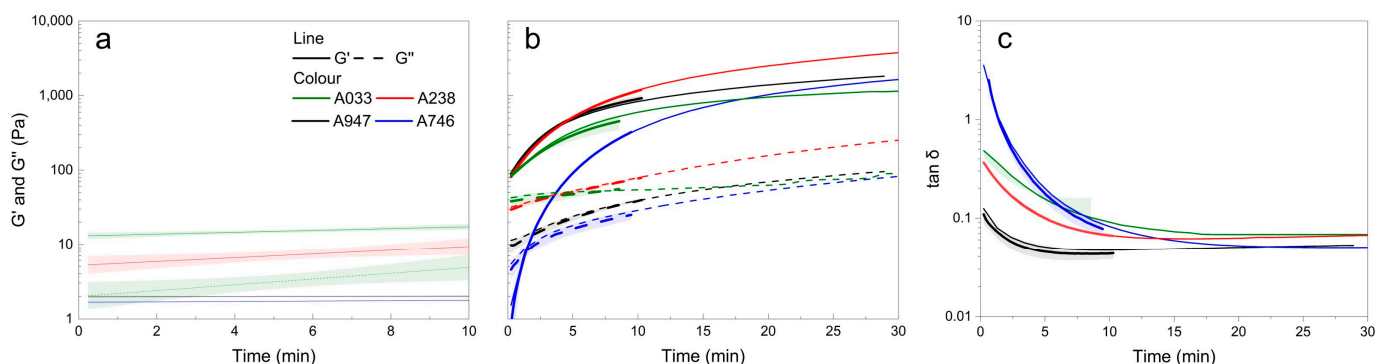 a
b
c
Line
G' G"
Colour
A033 A238
A947 A746
G' and G" (Pa)
10,000
1,000
100
10
1
0 2 4 6 8 10
Time (min)
0 5 10 15 20 25 30
Time (min)
tan δ
10
1
0.1
0.01
0 5 10 15 20 25 30
Time (min)